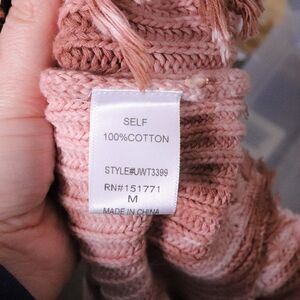 SELF
100%COTTON
STYLE#UWT3399
RN#151771
M
MADE IN CHINA